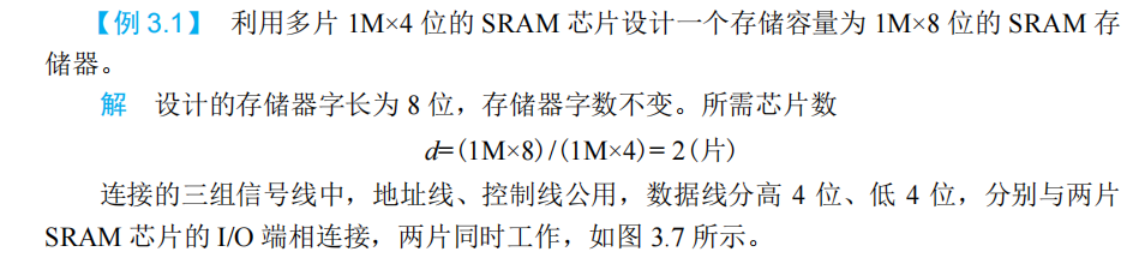 【例 3.1】 利用多片 1M×4 位的 SRAM 芯片设计一个存储容量为 1M×8 位的 SRAM 存
储器。
解 设计的存储器字长为 8 位，存储器字数不变。所需芯片数
d=(1M×8)/(1M×4)=2(片)
连接的三组信号线中，地址线、控制线公用，数据线分高 4 位、低 4 位，分别与两片
SRAM 芯片的 I/O 端相连接，两片同时工作，如图 3.7 所示。